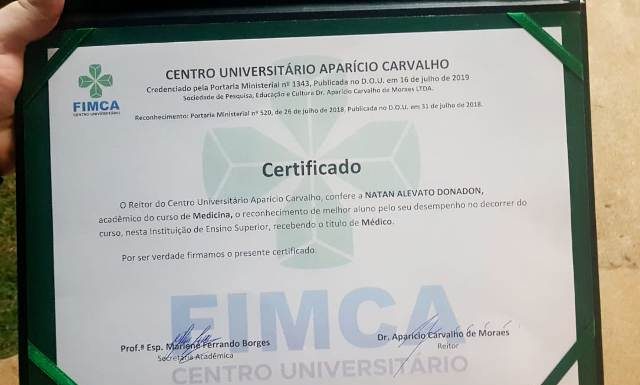 CENTRO UNIVERSITÁRIO APARÍCIO CARVALHO
Credenciado pela Portaria Ministerial nº 1343, Publicada no D.O.U. em 16 de julho de 2019
Sociedade de Pesquisa, Educação e Cultura Dr. Aparício Carvalho de Moraes LTDA.
FIMCA
CENTRO UNIVERSITÁRIO
Reconhecimento: Portaria Ministerial nº 520, de 26 de julho de 2018, Publicada no D.O.U. em 31 de julho de 2018.
Certificado
O Reitor do Centro Universitário Aparício Carvalho, confere a NATAN ALEVATO DONADON,
acadêmico do curso de Medicina, o reconhecimento de melhor aluno pelo seu desempenho no decorrer do
curso, nesta Instituição de Ensino Superior, recebendo o titulo de Médico.
Por ser verdade firmamos o presente certificado.
FIMCA
Prof.ª Esp. Marlene Ferrando Borges
Secretária Acadêmica
Dr. Aparício Carvalho de Moraes
Reitor
CENTRO UNIVERSITÁRIO